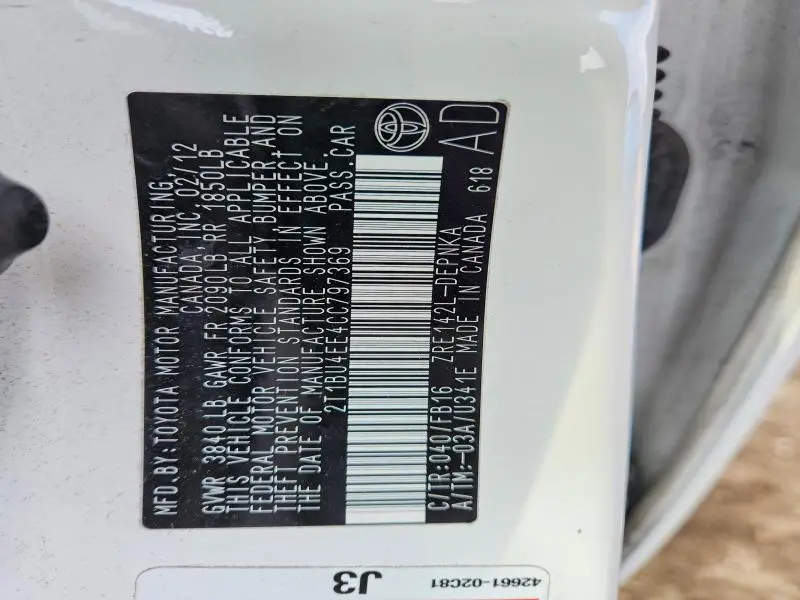 MFD.BY:TOYOTA MOTOR MANUFACTURING
CANADA, INC. 02/12
GVWR 3840 LB GAWR FR 2090LB RR 1850LB
THIS VEHICLE CONFORMS TO ALL APPLICABLE
FEDERAL MOTOR VEHICLE SAFETY, BUMPER, AND
THEFT PREVENTION STANDARDS IN EFFECT ON
THE DATE OF MANUFACTURE SHOWN ABOVE.
2T1BU4EE4CC797369 PASS.CAR
C/TR:040/FB16 ZRE142L-DEPNKA
A/TM:-03A/U341E MADE IN CANADA 618
AD
J3
42661-02C81